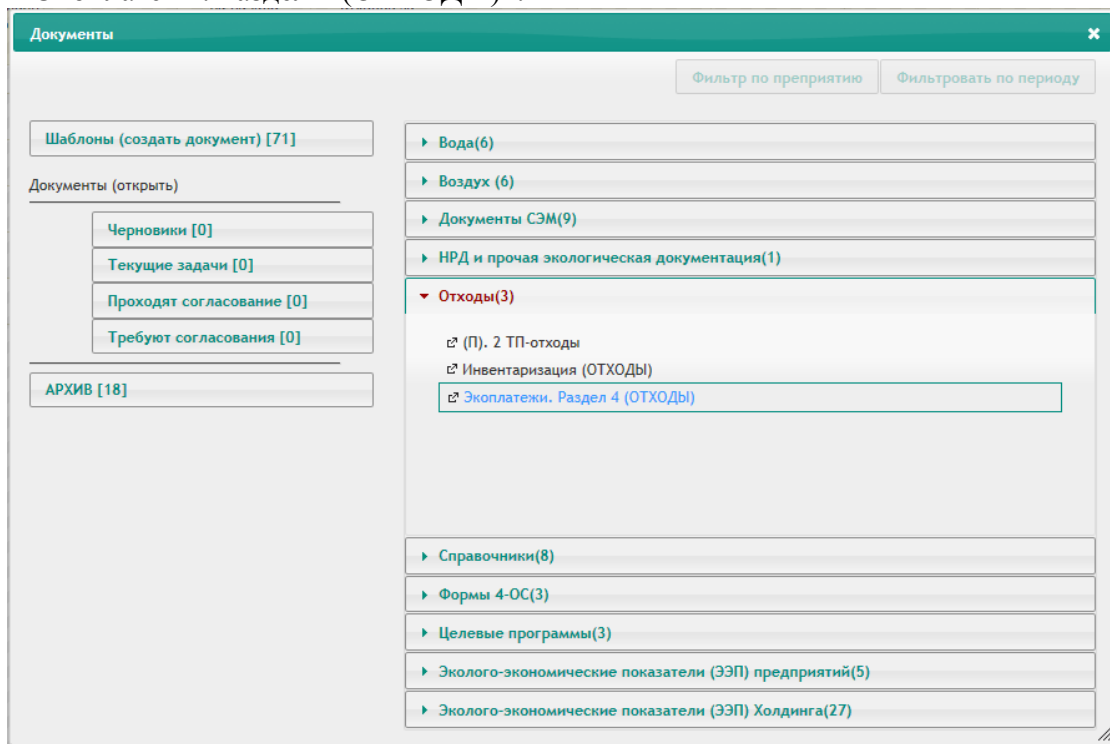 Документы
Фильтр по преприятию
Фильтровать по периоду
Шаблоны (создать документ) [71]
Документы (открыть)
Черновики [0]
Текущие задачи [0]
Проходят согласование [0]
Требуют согласования [0]
АРХИВ [18]
Вода(6)
Воздух (6)
Документы СЭМ(9)
НРД и прочая экологическая документация(1)
Отходы(3)
(П). 2 ТП-отходы
Инвентаризация (ОТХОДЫ)
Экоплатежи. Раздел 4 (ОТХОДЫ)
Справочники(8)
Формы 4-ОС(3)
Целевые программы(3)
Эколого-экономические показатели (ЭЭП) предприятий(5)
Эколого-экономические показатели (ЭЭП) Холдинга(27)